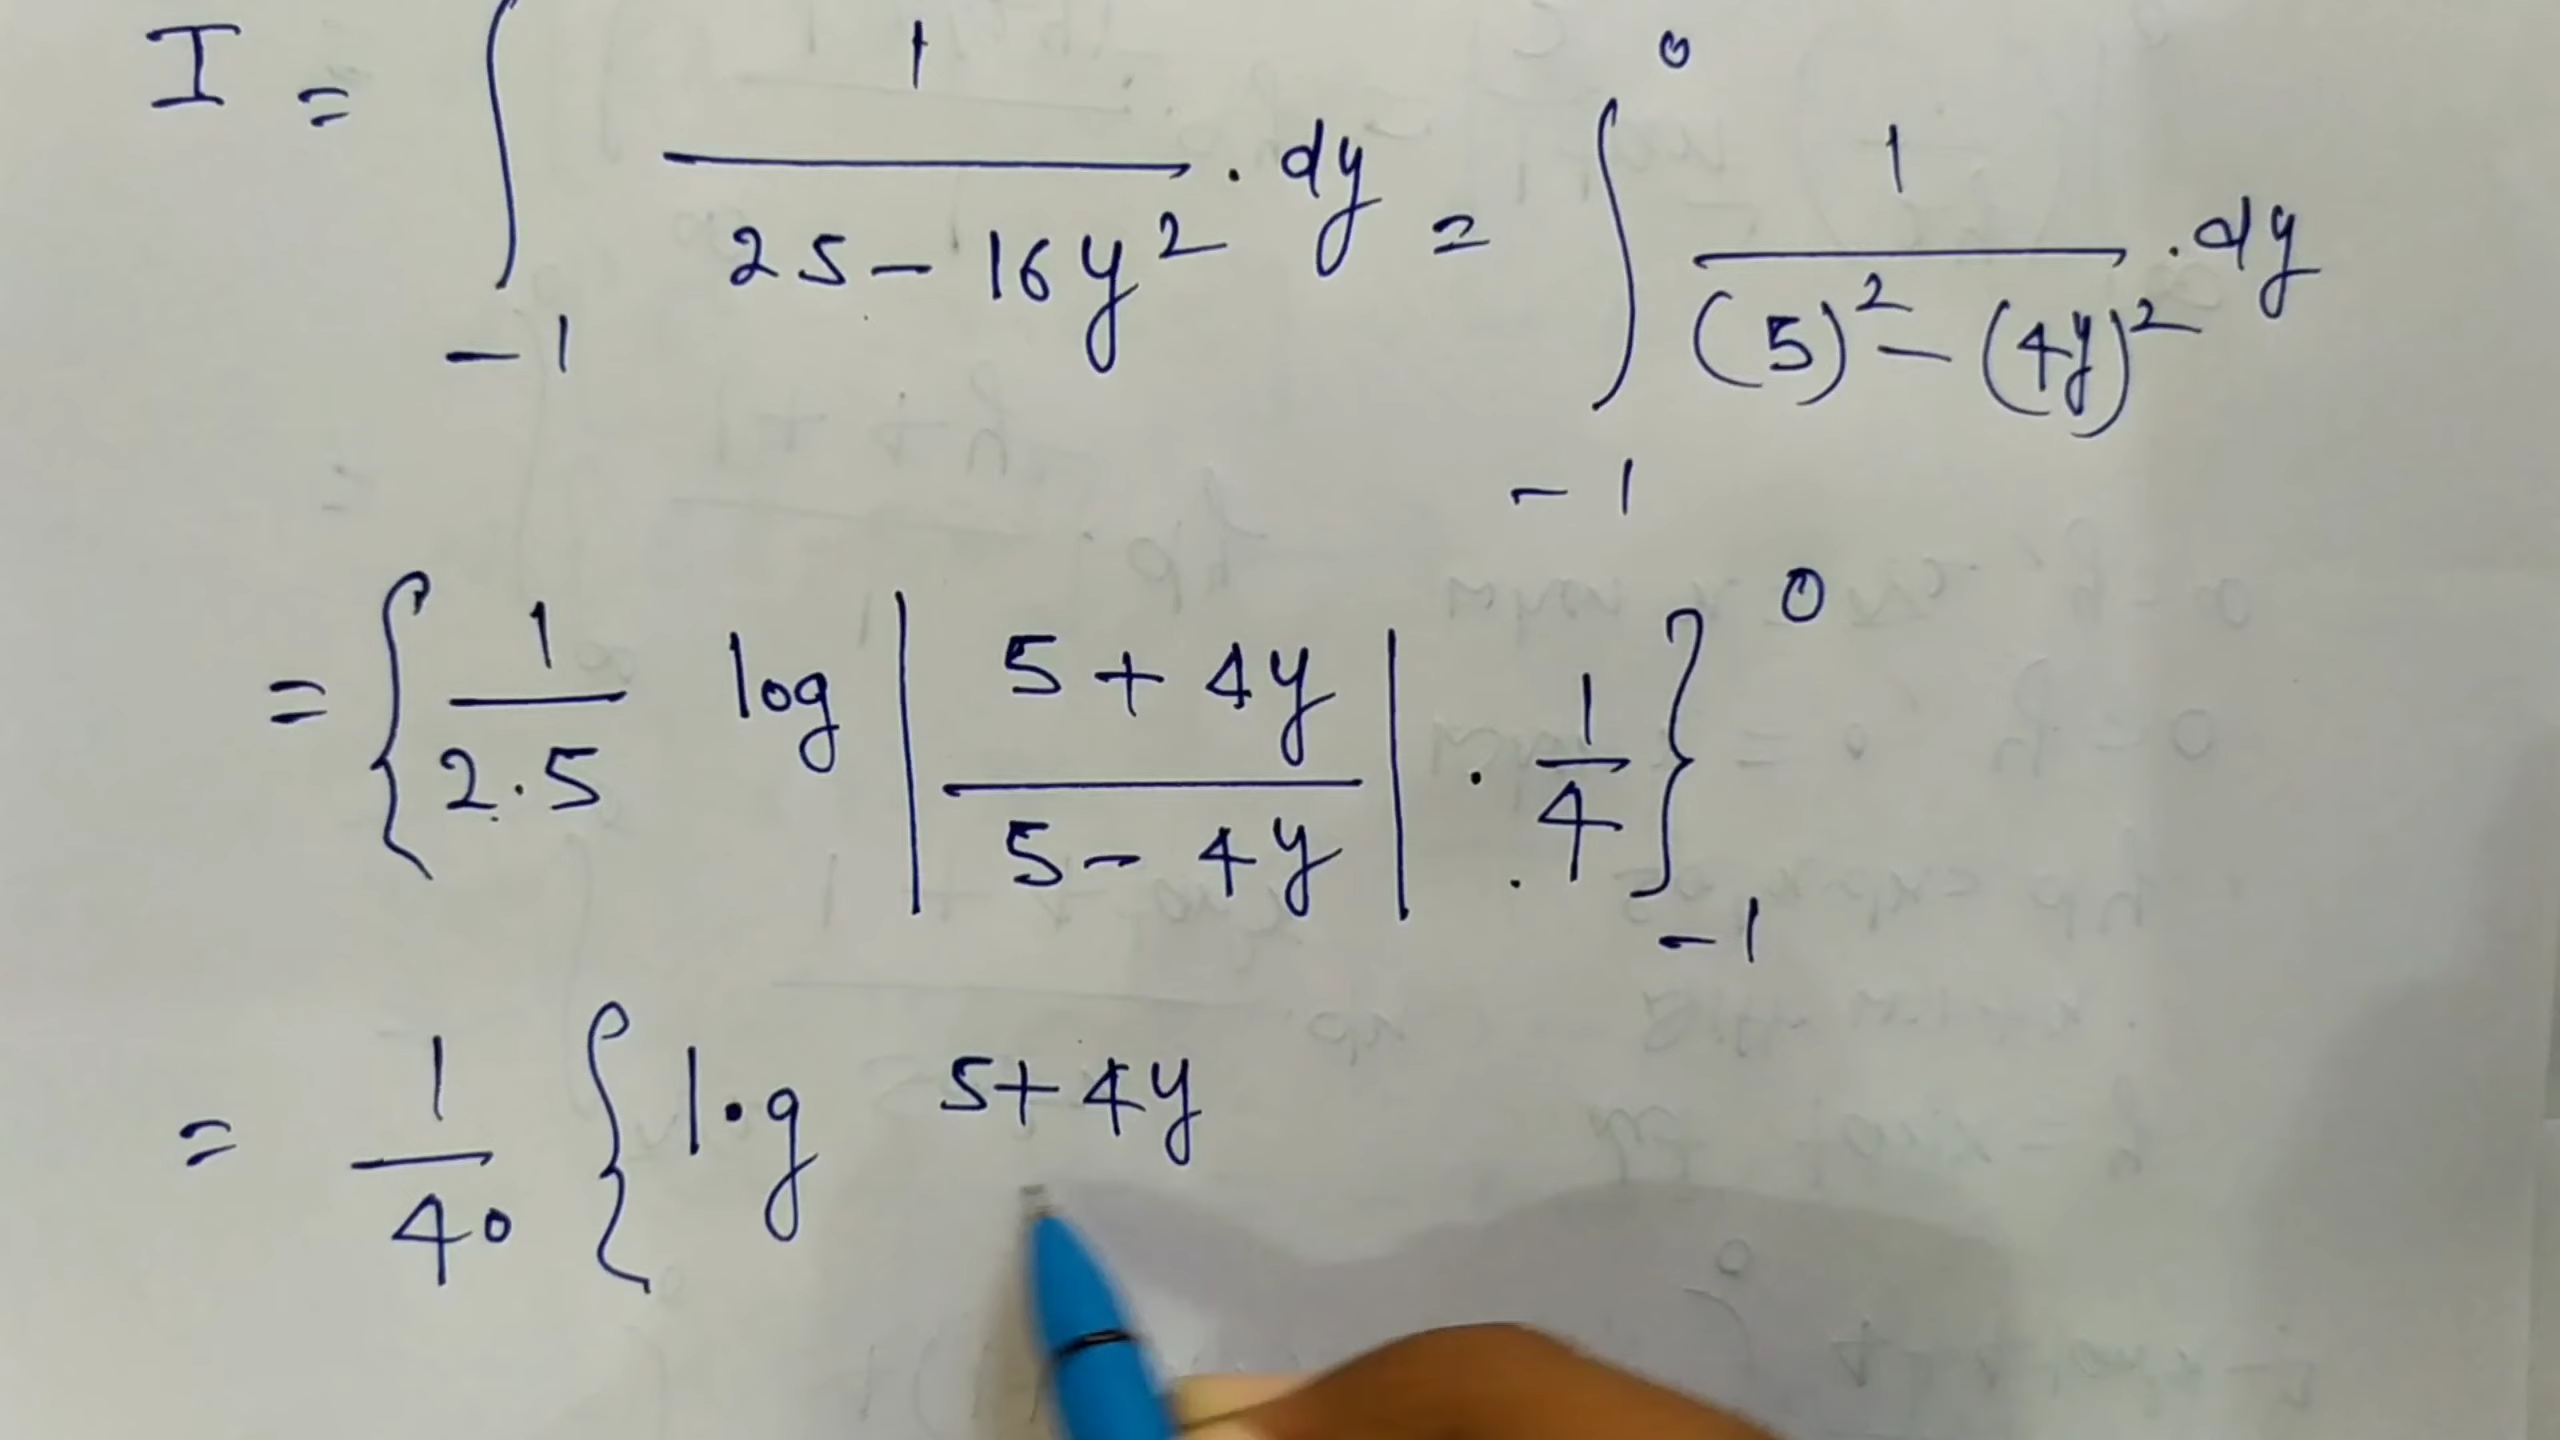 I = ∫_{-1} 1/(25 - 16y²) . dy = ∫_{-1}^{0} 1/((5)² - (4y)²) . dy
= { 1/(2.5) log | (5 + 4y)/(5 - 4y) | . 1/4 }_{-1}^{0}
= 1/40 { log 5+4y